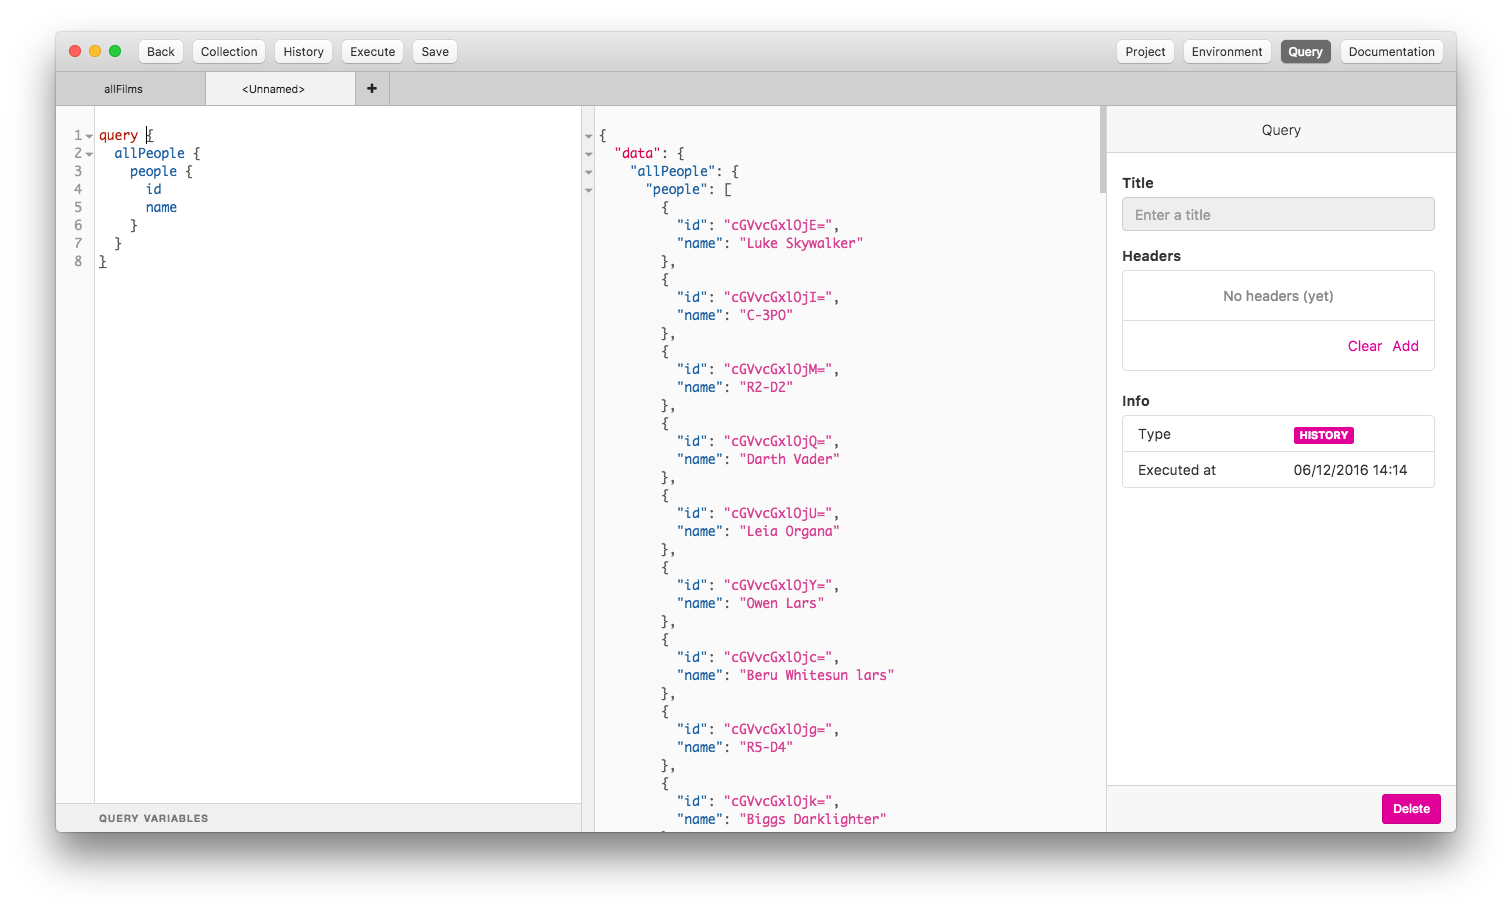 Back Collection History Execute Save Project Environment Query Documentation
allFilms <Unnamed> +
1 query {
2 allPeople {
3 people {
4 id
5 name
6 }
7 }
8 }
QUERY VARIABLES
{
"data": {
"allPeople": {
"people": [
{
"id": "cGVvcGxlOjE=",
"name": "Luke Skywalker"
},
{
"id": "cGVvcGxlOjI=",
"name": "C-3PO"
},
{
"id": "cGVvcGxlOjM=",
"name": "R2-D2"
},
{
"id": "cGVvcGxlOjQ=",
"name": "Darth Vader"
},
{
"id": "cGVvcGxlOjU=",
"name": "Leia Organa"
},
{
"id": "cGVvcGxlOjY=",
"name": "Owen Lars"
},
{
"id": "cGVvcGxlOjc=",
"name": "Beru Whitesun lars"
},
{
"id": "cGVvcGxlOjg=",
"name": "R5-D4"
},
{
"id": "cGVvcGxlOjk=",
"name": "Biggs Darklighter"
Query
Title
Enter a title
Headers
No headers (yet)
Clear Add
Info
Type HISTORY
Executed at 06/12/2016 14:14
Delete